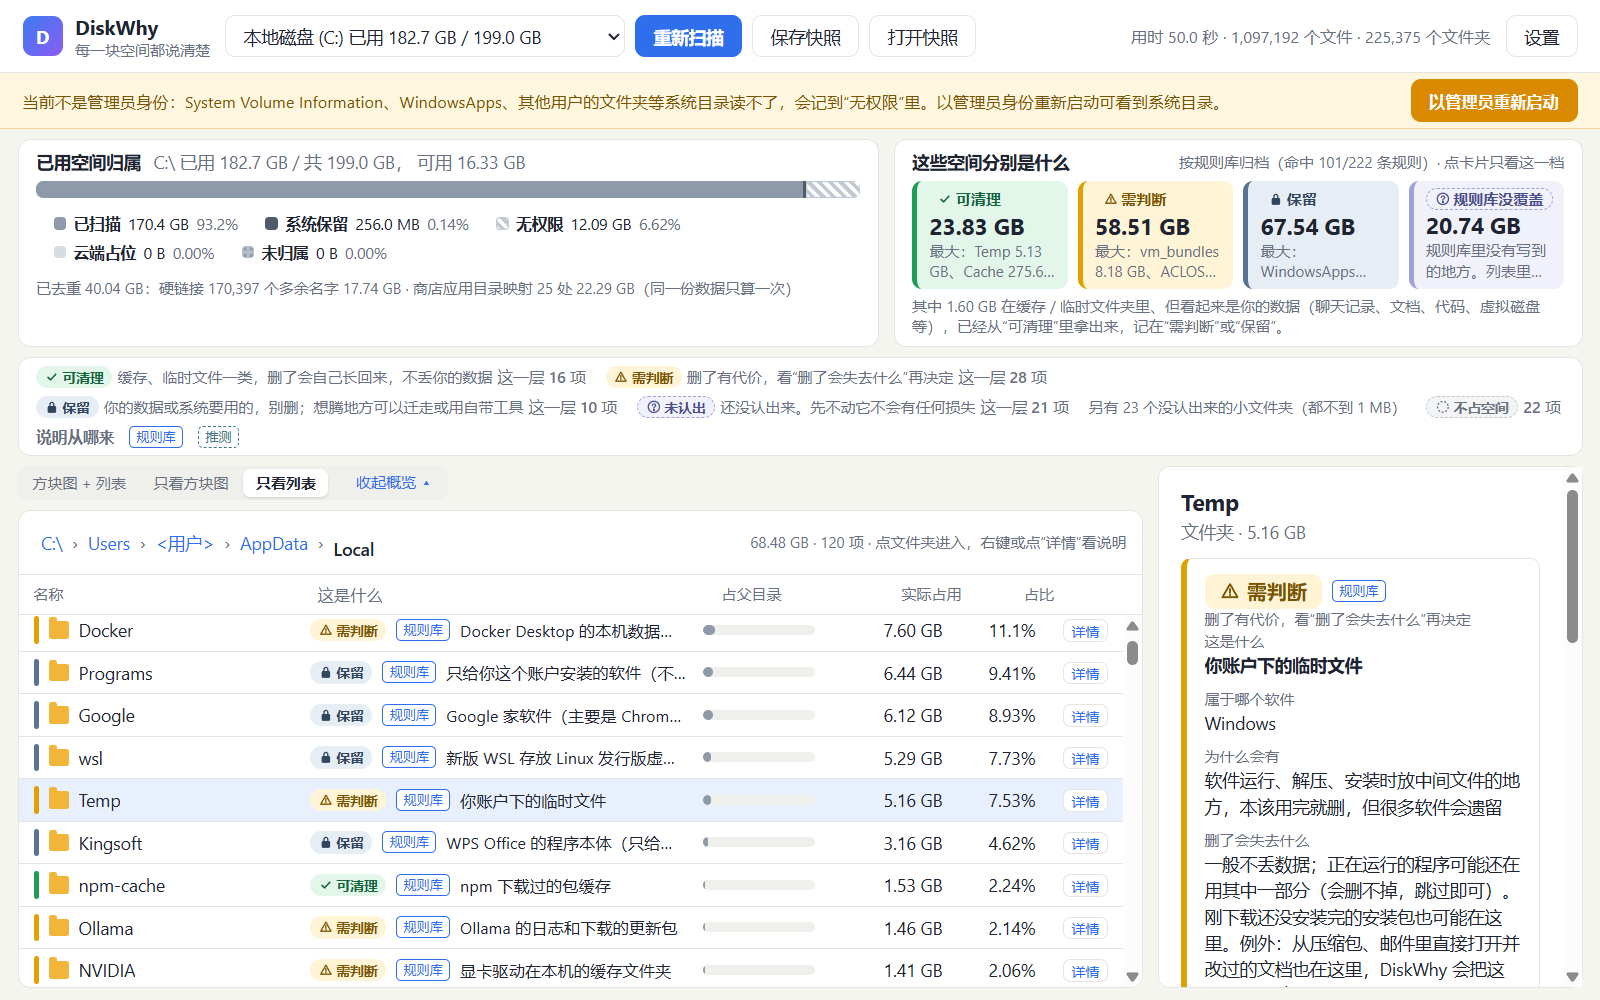 D
DiskWhy
每一块空间都说清楚
本地磁盘 (C:) 已用 182.7 GB / 199.0 GB
重新扫描
保存快照
打开快照
用时 50.0 秒 · 1,097,192 个文件 · 225,375 个文件夹
设置
当前不是管理员身份：System Volume Information、WindowsApps、其他用户的文件夹等系统目录读不了，会记到“无权限”里。以管理员身份重新启动可看到系统目录。
以管理员重新启动
已用空间归属 C:\ 已用 182.7 GB / 共 199.0 GB， 可用 16.33 GB
已扫描 170.4 GB 93.2% 系统保留 256.0 MB 0.14% 无权限 12.09 GB 6.62%
云端占位 0 B 0.00% 未归属 0 B 0.00%
已去重 40.04 GB：硬链接 170,397 个多余名字 17.74 GB · 商店应用目录映射 25 处 22.29 GB（同一份数据只算一次）
这些空间分别是什么 按规则库归档（命中 101/222 条规则）· 点卡片只看这一档
可清理
23.83 GB
最大：Temp 5.13
GB、Cache 275.6...
需判断
58.51 GB
最大：vm_bundles
8.18 GB、ACLOS...
保留
67.54 GB
最大：
WindowsApps...
规则库没覆盖
20.74 GB
规则库里没有写到
的地方。列表里...
其中 1.60 GB 在缓存 / 临时文件夹里、但看起来是你的数据（聊天记录、文档、代码、虚拟磁盘
等），已经从“可清理”里拿出来，记在“需判断”或“保留”。
可清理 缓存、临时文件一类，删了会自己长回来，不丢你的数据 这一层 16 项 需判断 删了有代价，看“删了会失去什么”再决定 这一层 28 项
保留 你的数据或系统要用的，别删；想腾地方可以迁走或用自带工具 这一层 10 项 未认出 还没认出来。先不动它不会有任何损失 这一层 21 项 另有 23 个没认出来的小文件夹（都不到 1 MB） 不占空间 22 项
说明从哪来 规则库 推测
方块图 + 列表 只看方块图 只看列表 收起概览
C:\ › Users › <用户> › AppData › Local
68.48 GB · 120 项 · 点文件夹进入，右键或点“详情”看说明
名称 这是什么 占父目录 实际占用 占比
Docker 需判断 规则库 Docker Desktop 的本机数据... 7.60 GB 11.1% 详情
Programs 保留 规则库 只给你这个账户安装的软件（不... 6.44 GB 9.41% 详情
Google 保留 规则库 Google 家软件（主要是 Chrom... 6.12 GB 8.93% 详情
wsl 保留 规则库 新版 WSL 存放 Linux 发行版虚... 5.29 GB 7.73% 详情
Temp 需判断 规则库 你账户下的临时文件 5.16 GB 7.53% 详情
Kingsoft 保留 规则库 WPS Office 的程序本体（只给... 3.16 GB 4.62% 详情
npm-cache 可清理 规则库 npm 下载过的包缓存 1.53 GB 2.24% 详情
Ollama 需判断 规则库 Ollama 的日志和下载的更新包 1.46 GB 2.14% 详情
NVIDIA 需判断 规则库 显卡驱动在本机的缓存文件夹 1.41 GB 2.06% 详情
Temp
文件夹 · 5.16 GB
需判断 规则库
删了有代价，看“删了会失去什么”再决定
这是什么
你账户下的临时文件
属于哪个软件
Windows
为什么会有
软件运行、解压、安装时放中间文件的地
方，本该用完就删，但很多软件会遗留
删了会失去什么
一般不丢数据；正在运行的程序可能还在
用其中一部分（会删不掉，跳过即可）。
刚下载还没安装完的安装包也可能在这
里。例外：从压缩包、邮件里直接打开并
改过的文档也在这里，DiskWhy 会把这